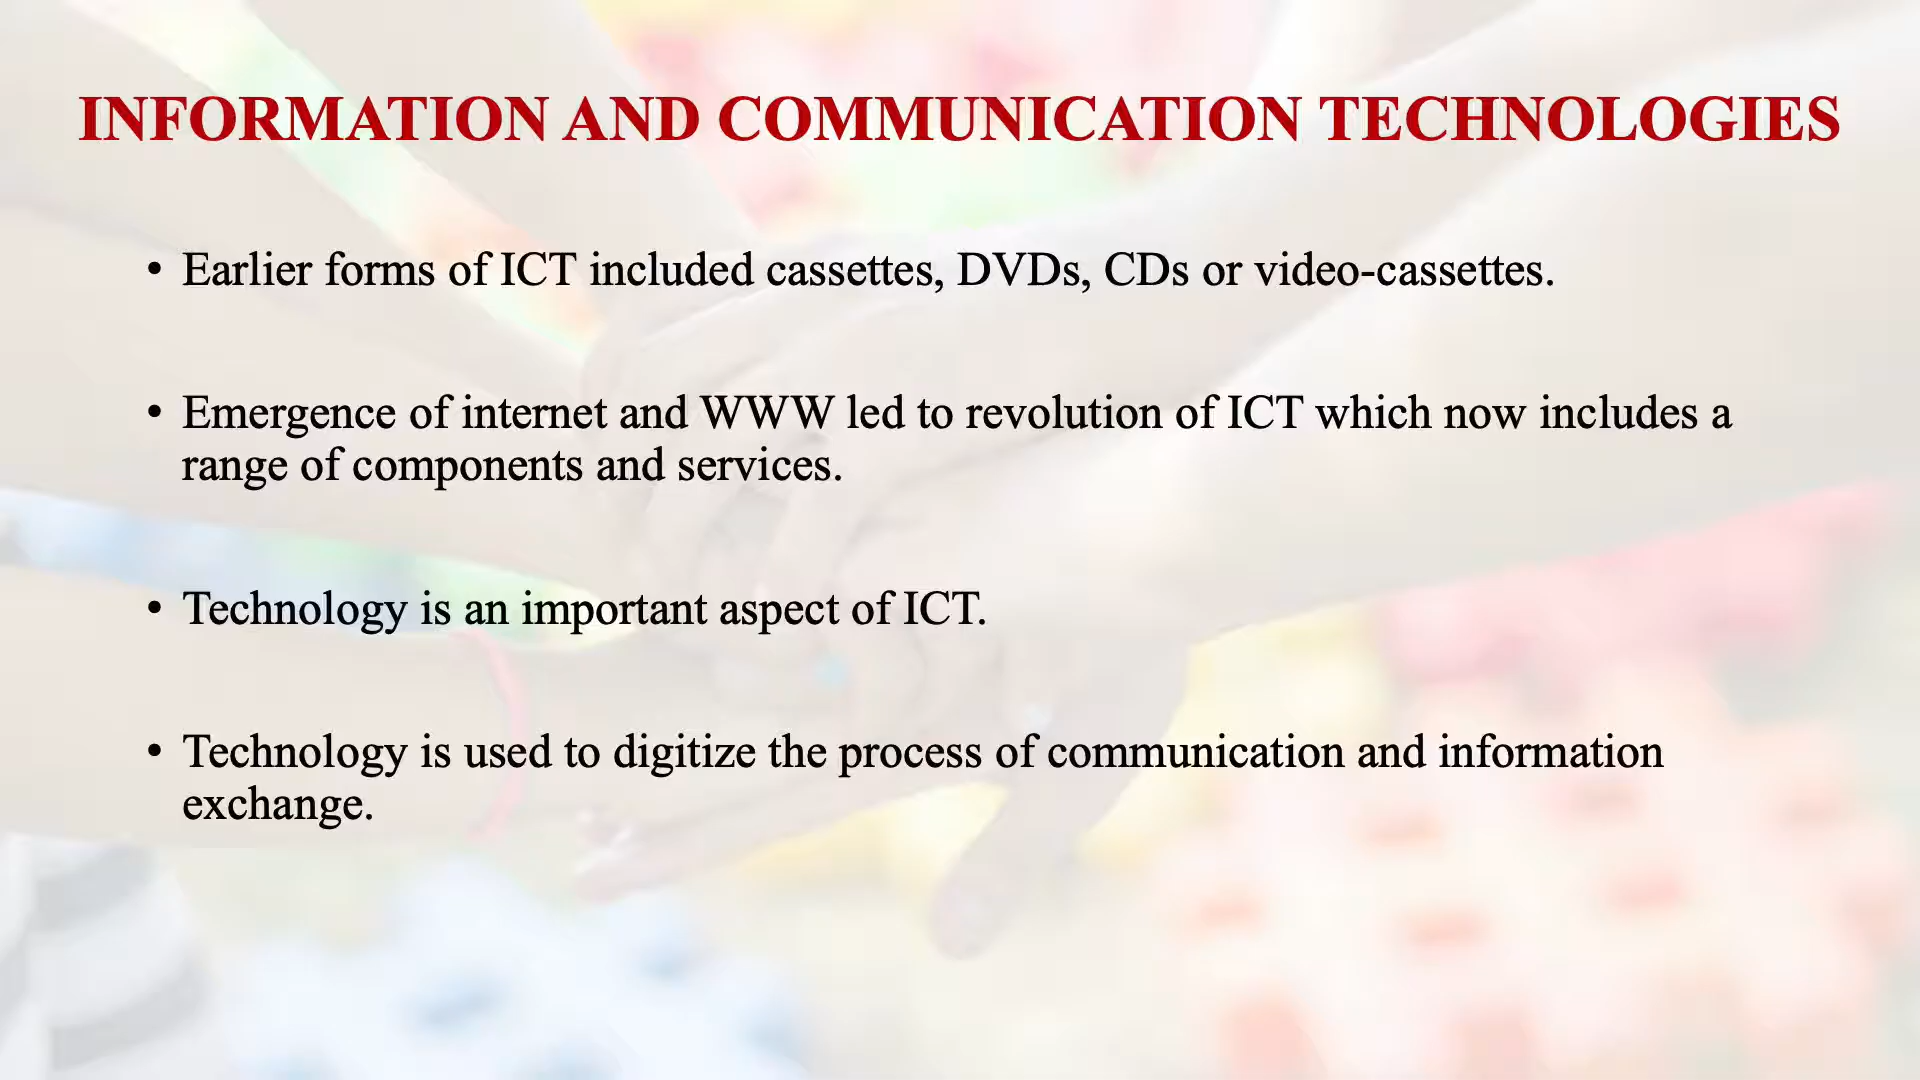 INFORMATION AND COMMUNICATION TECHNOLOGIES
• Earlier forms of ICT included cassettes, DVDs, CDs or video-cassettes.
• Emergence of internet and WWW led to revolution of ICT which now includes a
range of components and services.
• Technology is an important aspect of ICT.
• Technology is used to digitize the process of communication and information
exchange.